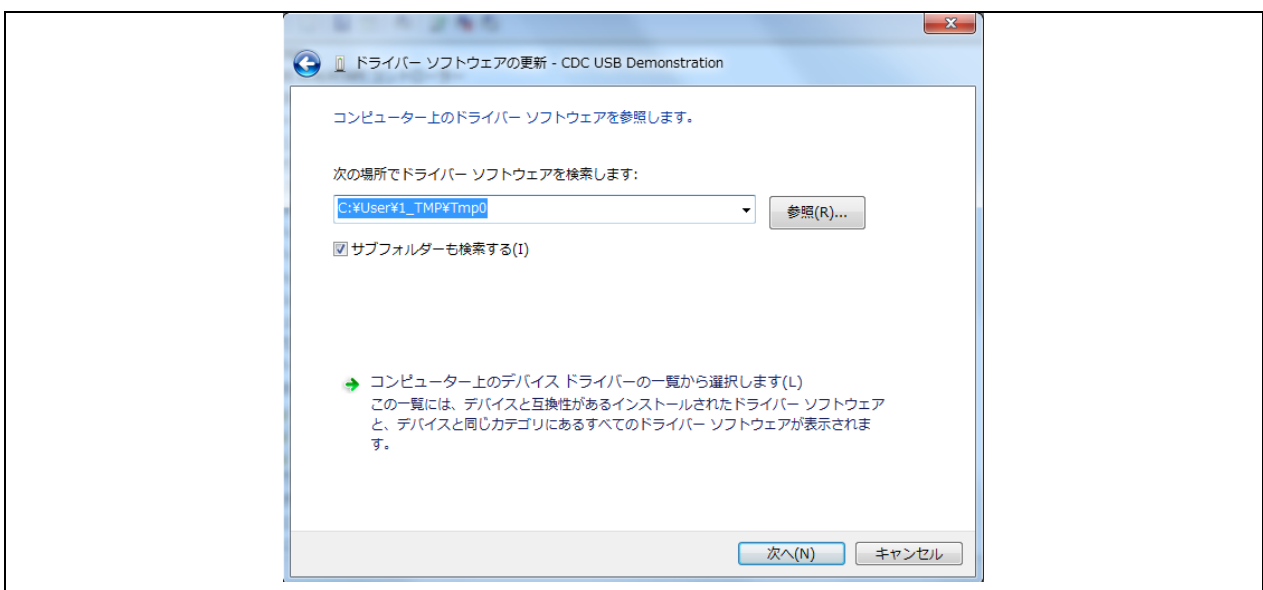 ドライバー ソフトウェアの更新 - CDC USB Demonstration
コンピューター上のドライバー ソフトウェアを参照します。
次の場所でドライバー ソフトウェアを検索します:
C:¥User¥1_TMP¥Tmp0
参照(R)...
サブフォルダーも検索する(I)
コンピューター上のデバイス ドライバーの一覧から選択します(L)
この一覧には、デバイスと互換性があるインストールされたドライバー ソフトウェア
と、デバイスと同じカテゴリにあるすべてのドライバー ソフトウェアが表示されま
す。
次へ(N)
キャンセル